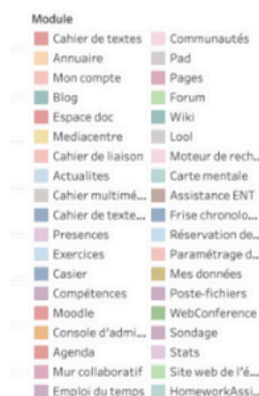 Module
Cahier de textes
Annuaire
Mon compte
Blog
Espace doc
Mediacentre
Cahier de liaison
Actualites
Cahier multimé...
Cahier de texte...
Presences
Exercices
Casier
Compétences
Moodle
Console d'admi...
Agenda
Mur collaboratif
Emploi du temps
Communautés
Pad
Pages
Forum
Wiki
Lool
Moteur de rech...
Carte mentale
Assistance ENT
Frise chronolo...
Réservation de...
Paramétrage d...
Mes données
Poste-fichiers
WebConference
Sondage
Stats
Site web de l'é...
HomeworkAssi...